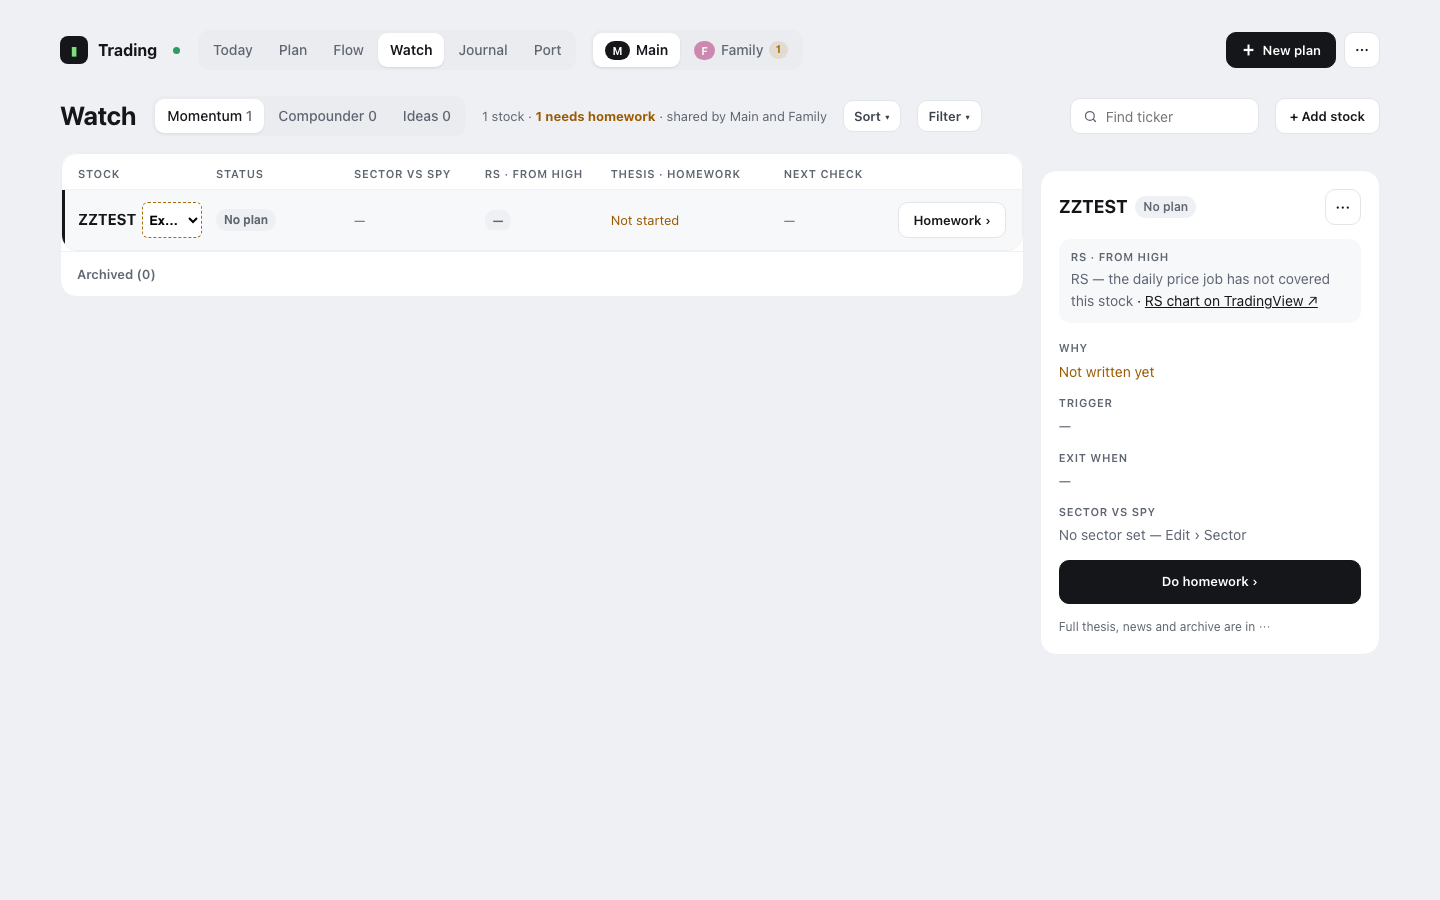 Trading
Today Plan Flow Watch Journal Port
M Main F Family 1
+ New plan
···
Watch
Momentum 1 Compounder 0 Ideas 0
1 stock · 1 needs homework · shared by Main and Family
Sort ▾
Filter ▾
Find ticker
+ Add stock
STOCK STATUS SECTOR VS SPY RS · FROM HIGH THESIS · HOMEWORK NEXT CHECK
ZZTEST Ex... No plan — — Not started — Homework ›
Archived (0)
ZZTEST No plan ···
RS · FROM HIGH
RS — the daily price job has not covered
this stock · RS chart on TradingView ↗
WHY
Not written yet
TRIGGER
—
EXIT WHEN
—
SECTOR VS SPY
No sector set — Edit › Sector
Do homework ›
Full thesis, news and archive are in ···